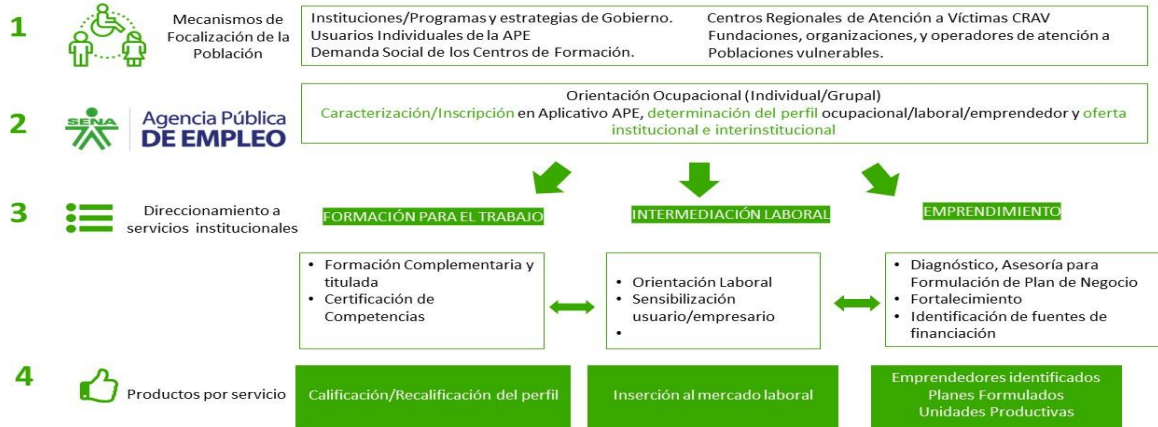 1
Mecanismos de
Focalización de la
Población
Instituciones/Programas y estrategias de Gobierno.
Usuarios Individuales de la APE
Demanda Social de los Centros de Formación.
Centros Regionales de Atención a Víctimas CRAV
Fundaciones, organizaciones, y operadores de atención a
Poblaciones vulnerables.
2
SENA
Agencia Pública
DE EMPLEO
Orientación Ocupacional (Individual/Grupal)
Caracterización/Inscripción en Aplicativo APE, determinación del perfil ocupacional/laboral/emprendedor y oferta
institucional e interinstitucional
3
Direccionamiento a
servicios institucionales
FORMACIÓN PARA EL TRABAJO
INTERMEDIACIÓN LABORAL
EMPRENDIMIENTO
• Formación Complementaria y
titulada
• Certificación de
Competencias
• Orientación Laboral
• Sensibilización
usuario/empresario
•
• Diagnóstico, Asesoría para
Formulación de Plan de Negocio
• Fortalecimiento
• Identificación de fuentes de
financiación
4
Productos por servicio
Calificación/Recalificación del perfil
Inserción al mercado laboral
Emprendedores identificados
Planes Formulados
Unidades Productivas